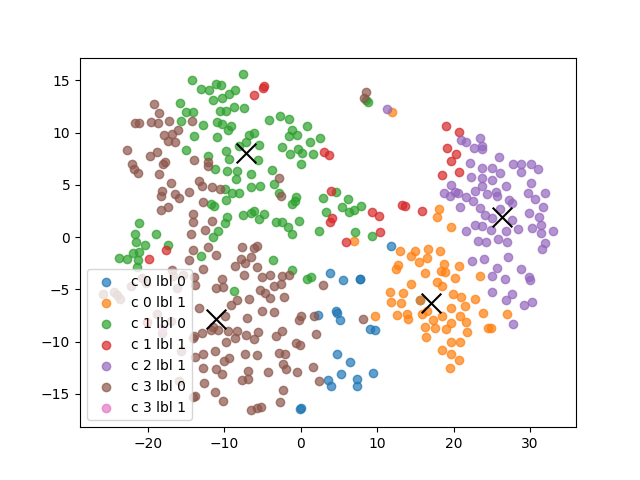 15
10
5
0
−5
−10
−15
c 0 lbl 0
c 0 lbl 1
c 1 lbl 0
c 1 lbl 1
c 2 lbl 1
c 3 lbl 0
c 3 lbl 1
−20
−10
0
10
20
30